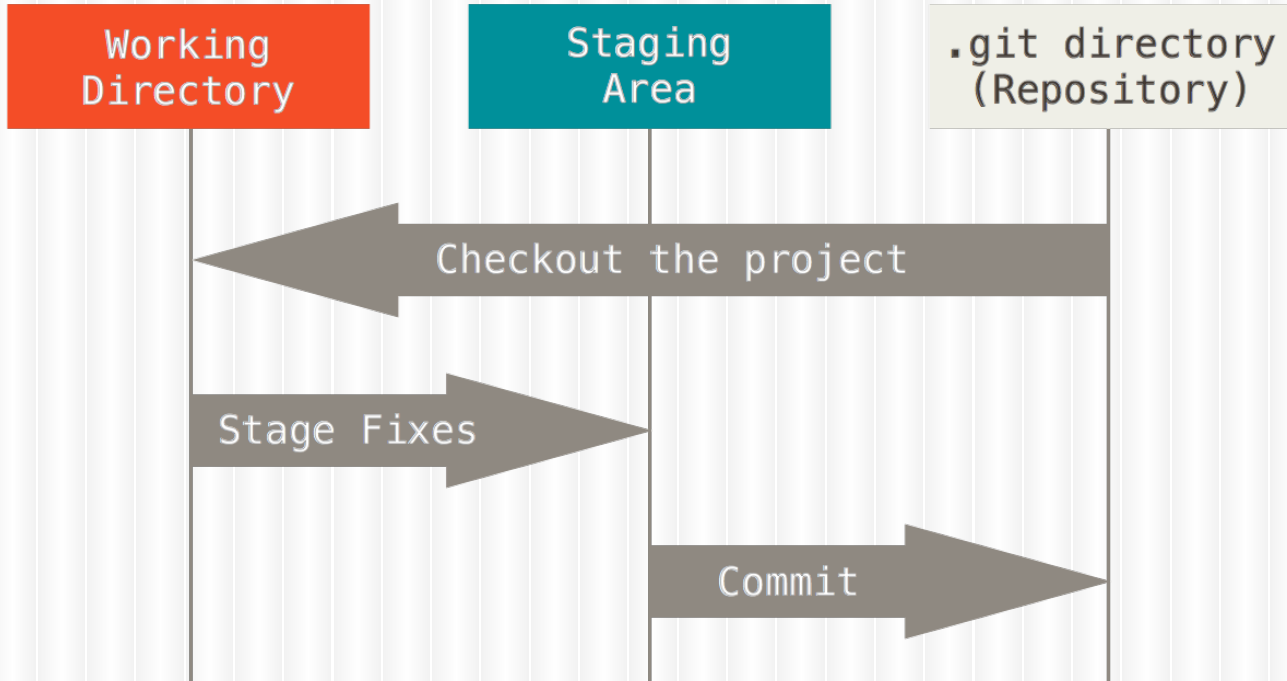 Working
Directory
Staging
Area
.git directory
(Repository)
Checkout the project
Stage Fixes
Commit